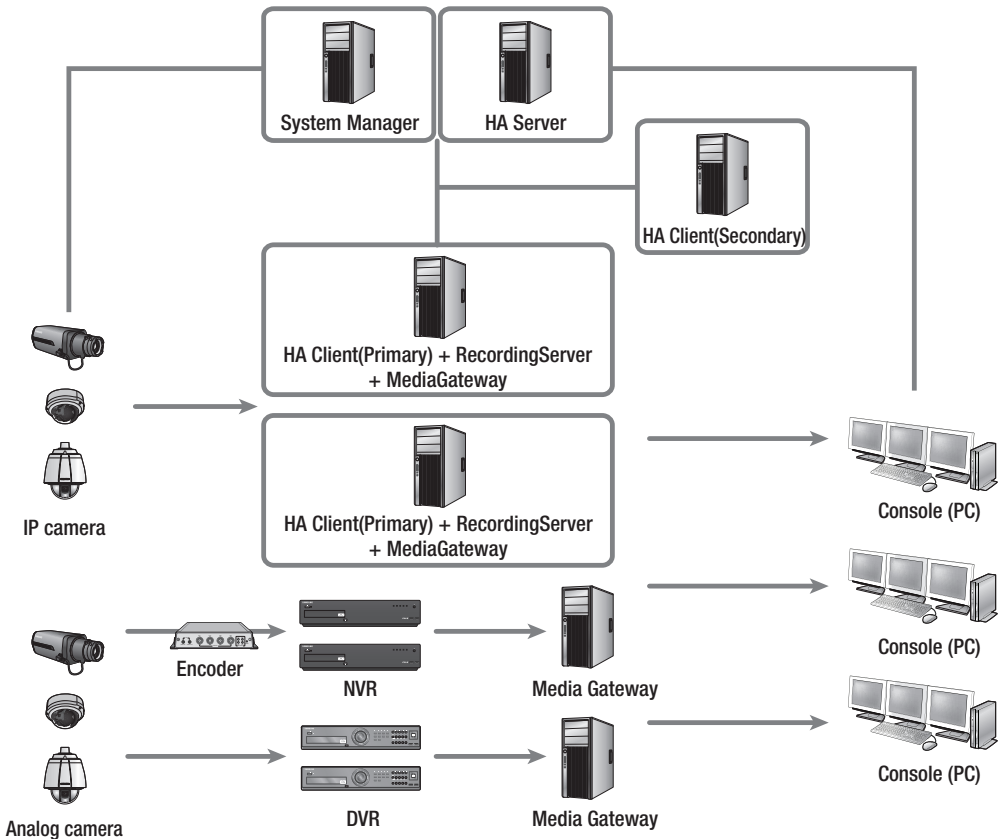 System Manager
HA Server
HA Client(Secondary)
HA Client(Primary) + RecordingServer
+ MediaGateway
HA Client(Primary) + RecordingServer
+ MediaGateway
IP camera
Console (PC)
Encoder
NVR
Media Gateway
Console (PC)
DVR
Media Gateway
Console (PC)
Analog camera